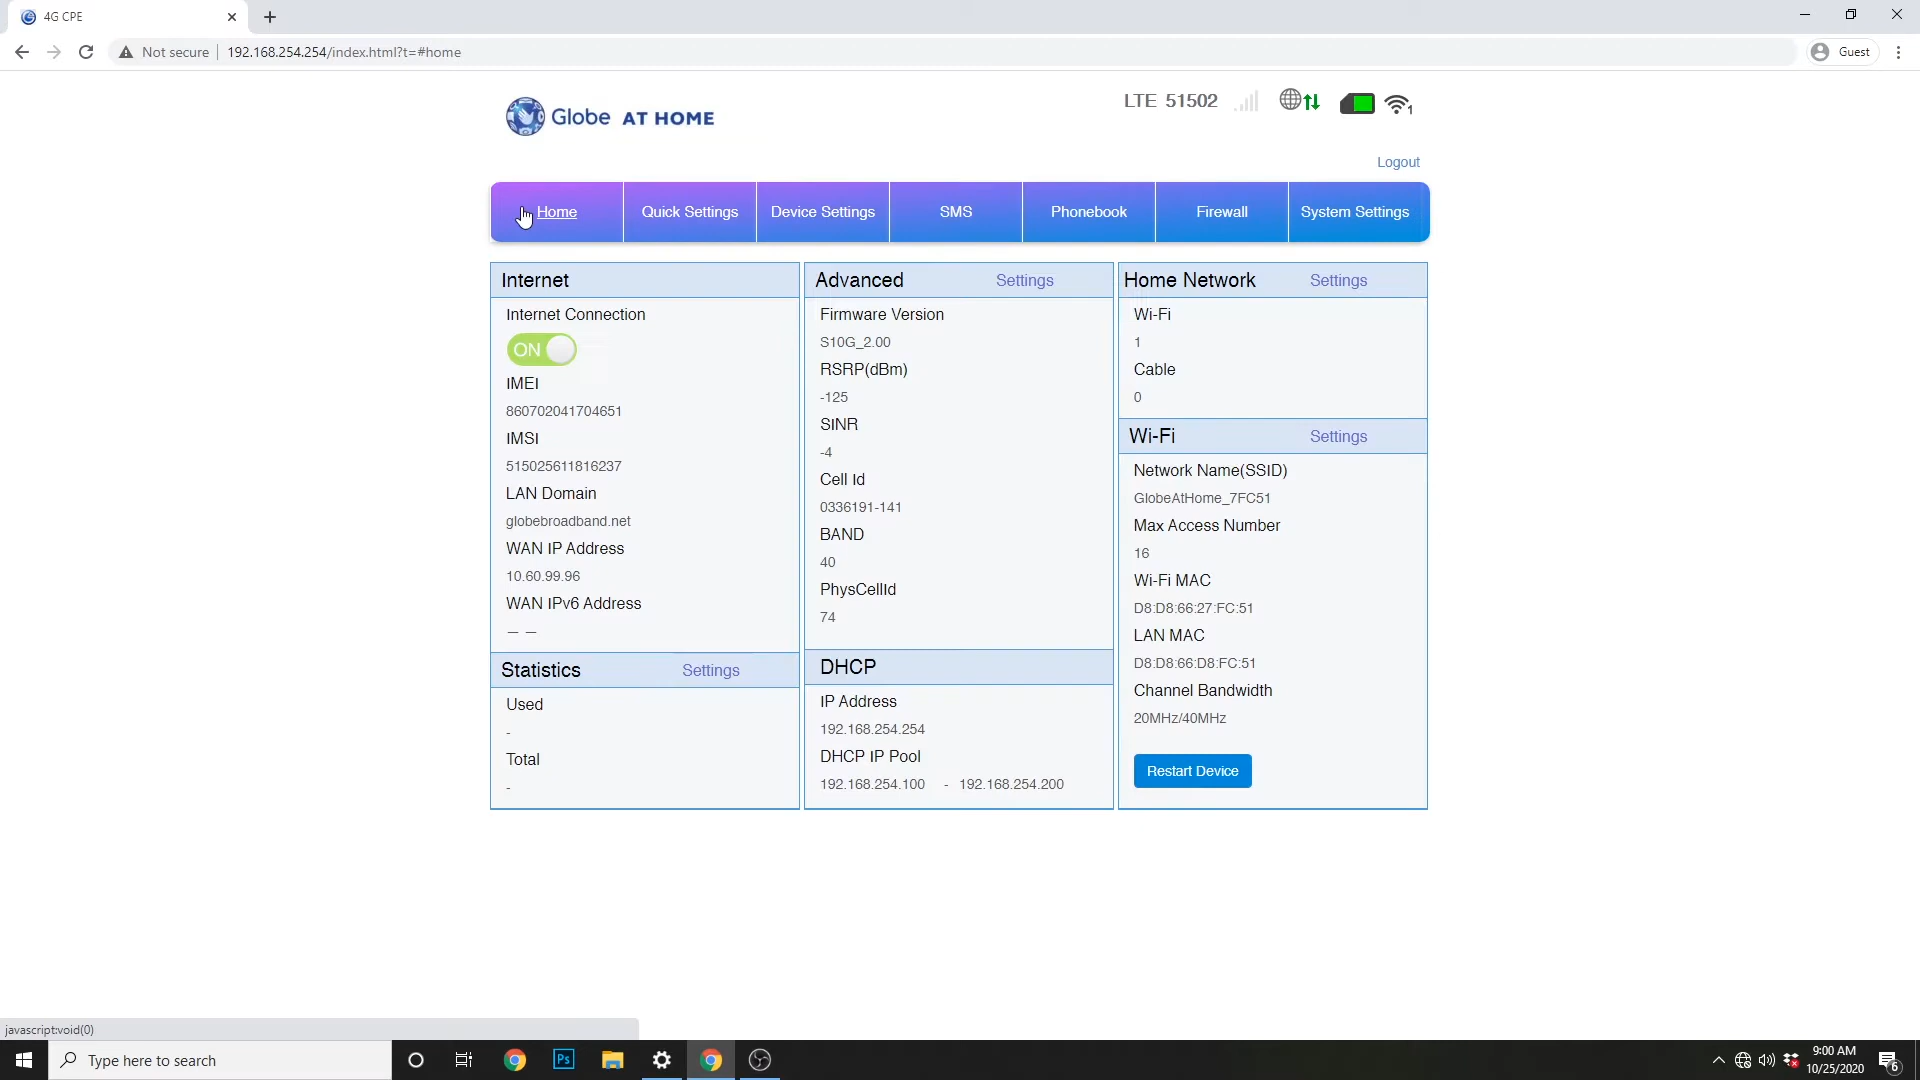 4G CPE
Not secure
192.168.254.254/index.html?t=#home
Guest
Globe AT HOME
LTE 51502
1
Logout
Home
Quick Settings
Device Settings
SMS
Phonebook
Firewall
System Settings
Internet
Internet Connection
ON
IMEI
860702041704651
IMSI
515025611816237
LAN Domain
globebroadband.net
WAN IP Address
10.60.99.96
WAN IPv6 Address
— —
Statistics Settings
Used
-
Total
-
Advanced Settings
Firmware Version
S10G_2.00
RSRP(dBm)
-125
SINR
-4
Cell Id
0336191-141
BAND
40
PhysCellId
74
DHCP
IP Address
192.168.254.254
DHCP IP Pool
192.168.254.100 - 192.168.254.200
Home Network Settings
Wi-Fi
1
Cable
0
Wi-Fi Settings
Network Name(SSID)
GlobeAtHome_7FC51
Max Access Number
16
Wi-Fi MAC
D8:D8:66:27:FC:51
LAN MAC
D8:D8:66:D8:FC:51
Channel Bandwidth
20MHz/40MHz
Restart Device
javascript:void(0)
Type here to search
Ps
9:00 AM
10/25/2020
6